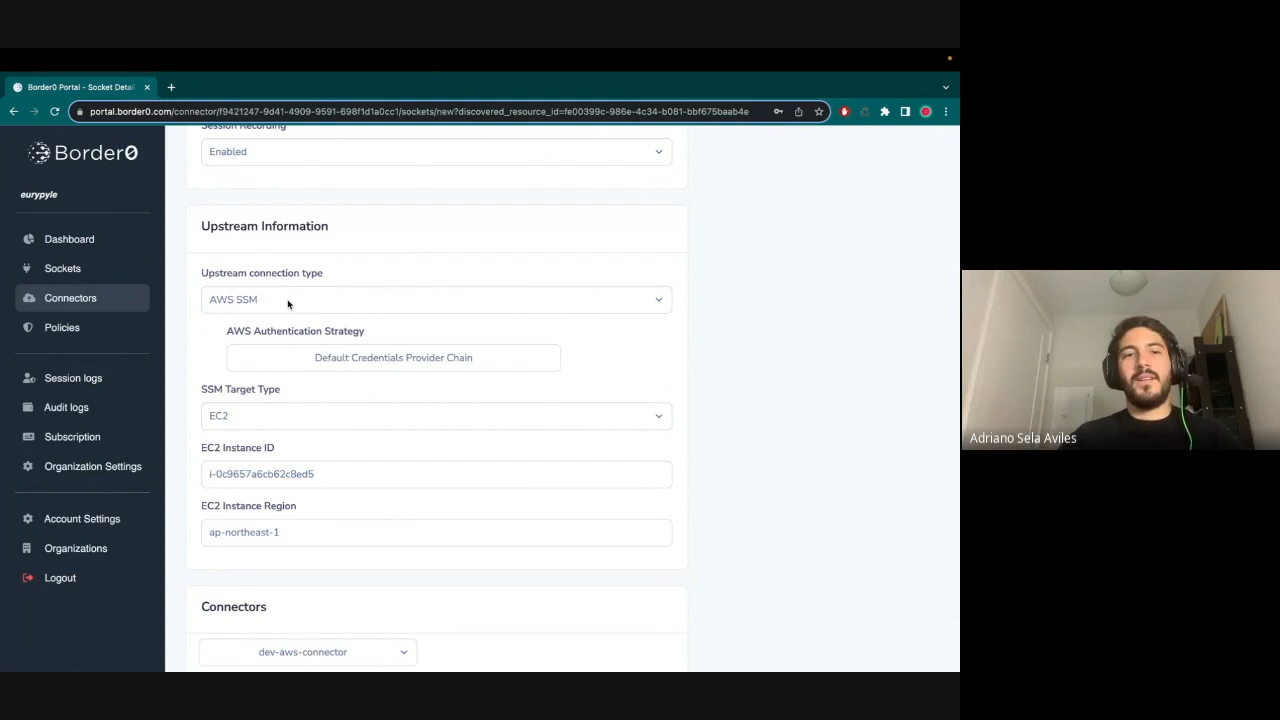 Border0 Portal - Socket Detail
portal.border0.com/connector/f9421247-9d41-4909-9591-698f1d1a0cc1/sockets/new?discovered_resource_id=fe00399c-986e-4c34-b081-bbf675baab4e
Border0
eurypyle
Dashboard
Sockets
Connectors
Policies
Session logs
Audit logs
Subscription
Organization Settings
Account Settings
Organizations
Logout
Session Recording
Enabled
Upstream Information
Upstream connection type
AWS SSM
AWS Authentication Strategy
Default Credentials Provider Chain
SSM Target Type
EC2
EC2 Instance ID
i-0c9657a6cb62c8ed5
EC2 Instance Region
ap-northeast-1
Connectors
dev-aws-connector
Adriano Sela Aviles